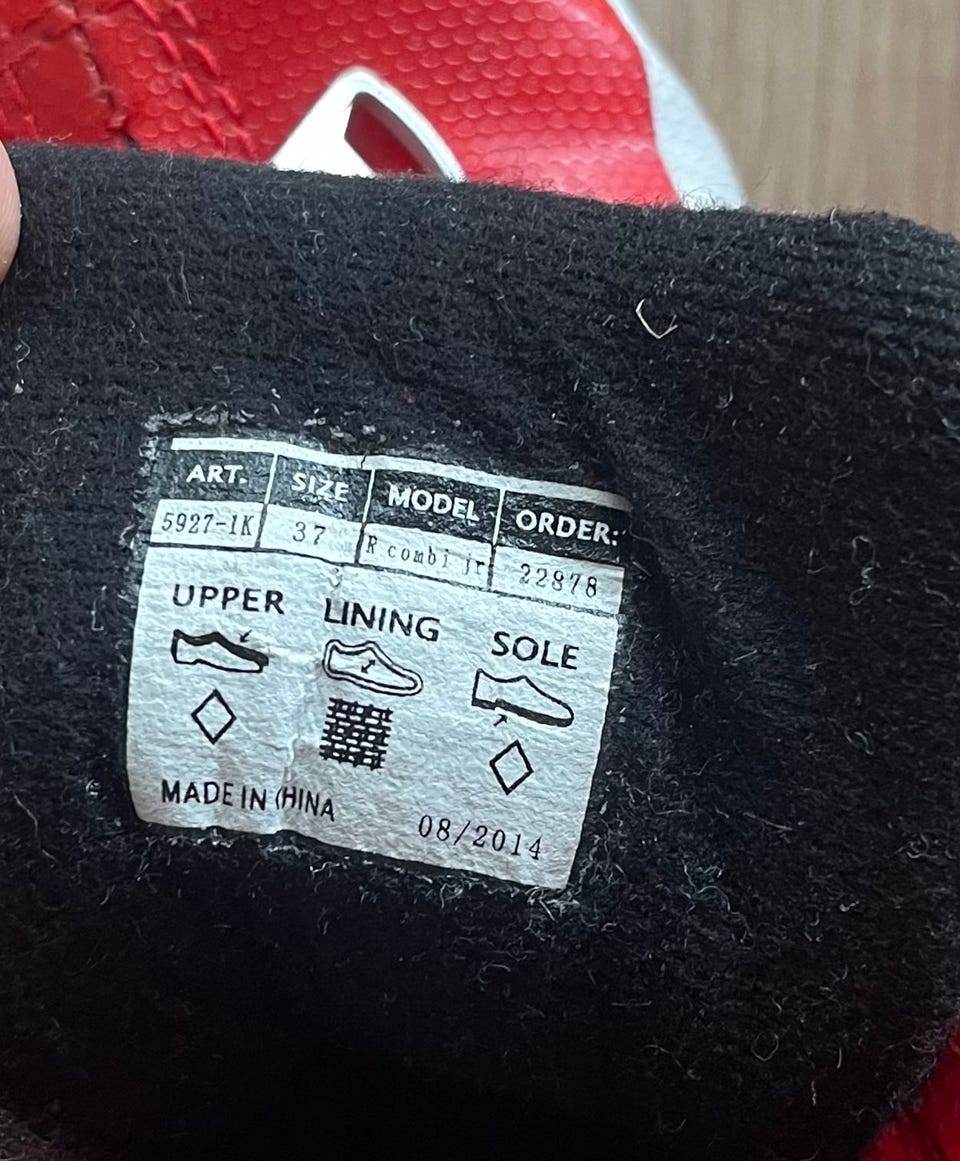 ART. SIZE MODEL ORDER:
5927-1K 37 R combi jr 22878
UPPER LINING SOLE
MADE IN CHINA
08/2014